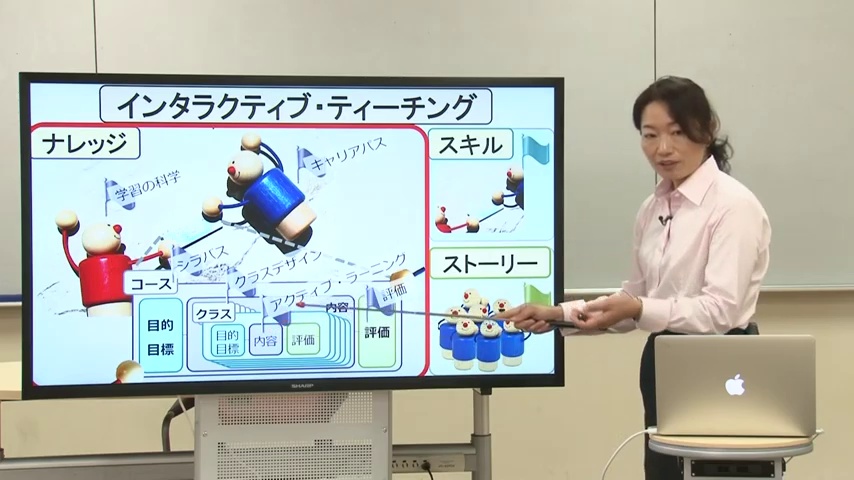 インタラクティブ・ティーチング
ナレッジ
学習の科学
キャリアパス
シラバス
クラスデザイン
アクティブ・ラーニング
評価
コース
目的
目標
クラス
内容
目的
目標
内容
評価
評価
スキル
ストーリー
SHARP